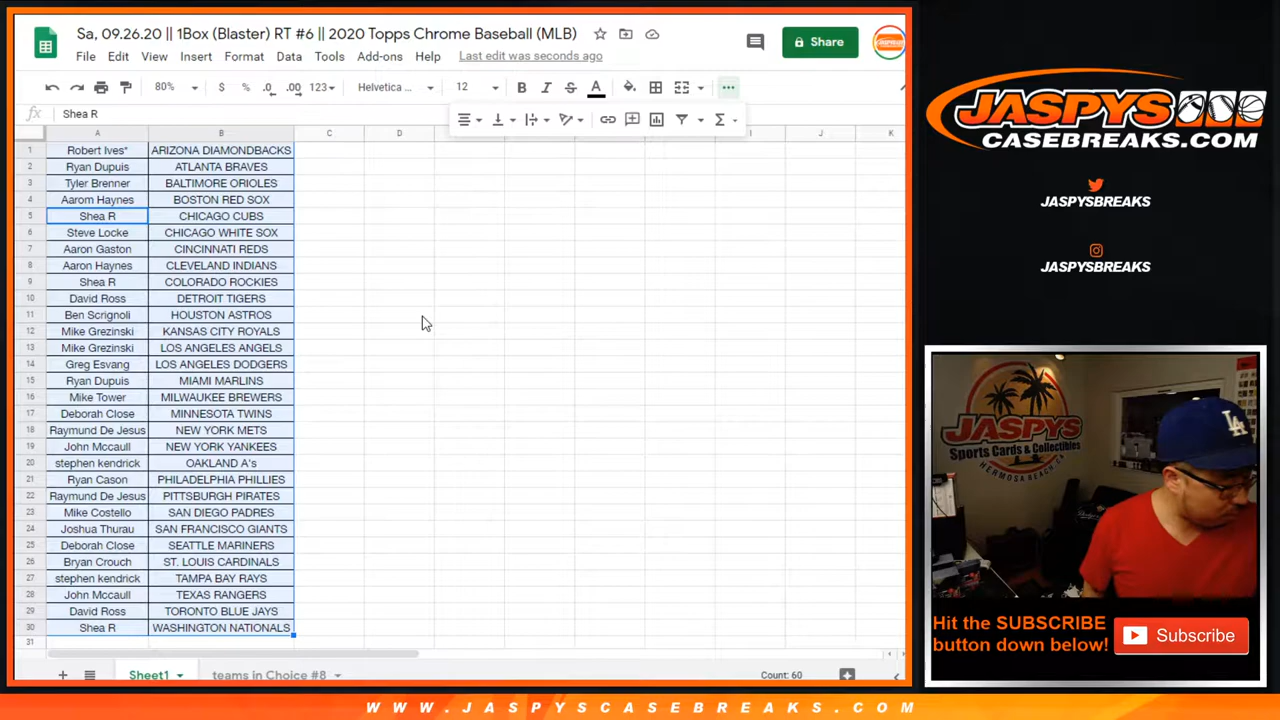 Sa, 09.26.20 || 1Box (Blaster) RT #6 || 2020 Topps Chrome Baseball (MLB)
File Edit View Insert Format Data Tools Add-ons Help Last edit was seconds ago
Share
80% $ % .0 .00 123 Helvetica ... 12 B I S A
fx Shea R
A B C D I J K
1 Robert Ives* ARIZONA DIAMONDBACKS
2 Ryan Dupuis ATLANTA BRAVES
3 Tyler Brenner BALTIMORE ORIOLES
4 Aarom Haynes BOSTON RED SOX
5 Shea R CHICAGO CUBS
6 Steve Locke CHICAGO WHITE SOX
7 Aaron Gaston CINCINNATI REDS
8 Aaron Haynes CLEVELAND INDIANS
9 Shea R COLORADO ROCKIES
10 David Ross DETROIT TIGERS
11 Ben Scrignoli HOUSTON ASTROS
12 Mike Grezinski KANSAS CITY ROYALS
13 Mike Grezinski LOS ANGELES ANGELS
14 Greg Esvang LOS ANGELES DODGERS
15 Ryan Dupuis MIAMI MARLINS
16 Mike Tower MILWAUKEE BREWERS
17 Deborah Close MINNESOTA TWINS
18 Raymund De Jesus NEW YORK METS
19 John Mccaull NEW YORK YANKEES
20 stephen kendrick OAKLAND A's
21 Ryan Cason PHILADELPHIA PHILLIES
22 Raymund De Jesus PITTSBURGH PIRATES
23 Mike Costello SAN DIEGO PADRES
24 Joshua Thurau SAN FRANCISCO GIANTS
25 Deborah Close SEATTLE MARINERS
26 Bryan Crouch ST. LOUIS CARDINALS
27 stephen kendrick TAMPA BAY RAYS
28 John Mccaull TEXAS RANGERS
29 David Ross TORONTO BLUE JAYS
30 Shea R WASHINGTON NATIONALS
31
Sheet1 teams in Choice #8 Count: 60
JASPYS
CASEBREAKS.COM
JASPYSBREAKS
JASPYSBREAKS
JASPYS
Sports Cards & Collectibles
HERMOSA BEACH, CA
LA
Hit the SUBSCRIBE
button down below!
Subscribe
WWW.JASPYSCASEBREAKS.COM